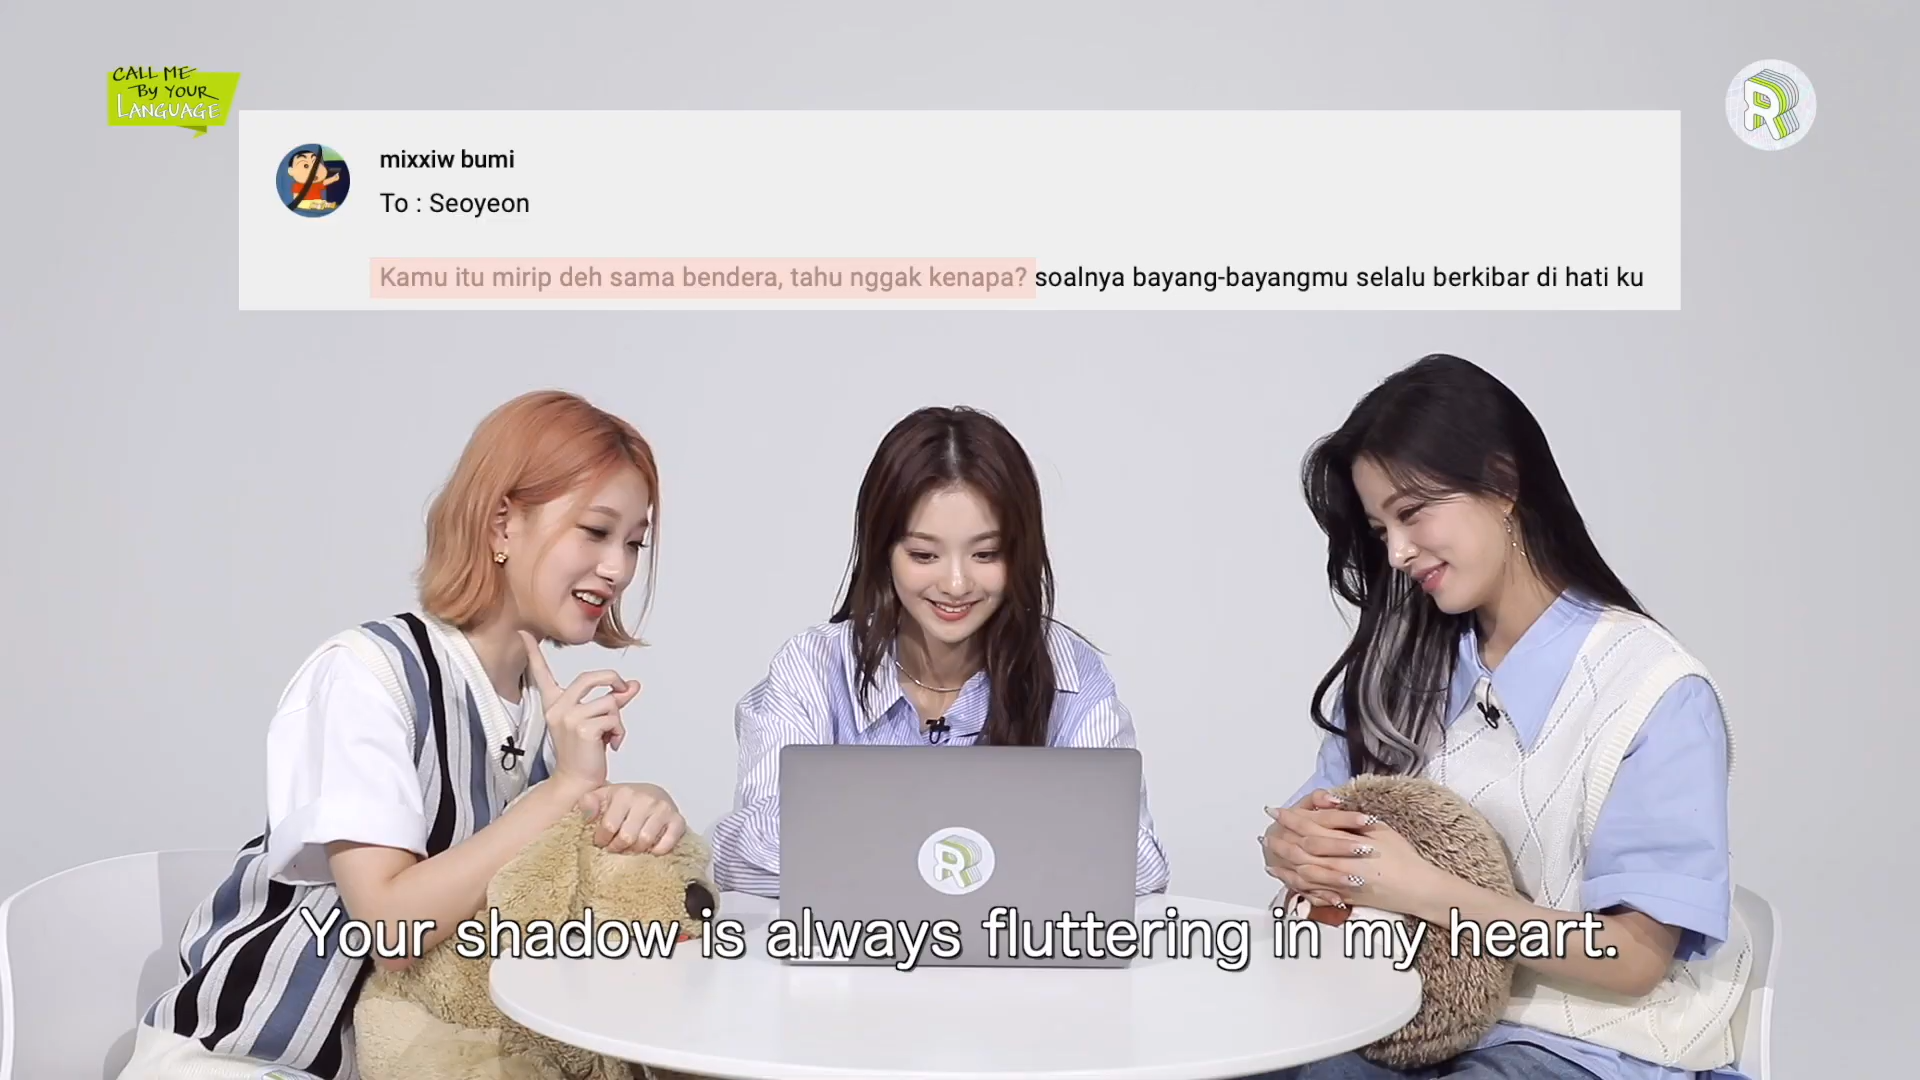 CALL ME
BY YOUR
LANGUAGE
R
mixxiw bumi
To : Seoyeon
Kamu itu mirip deh sama bendera, tahu nggak kenapa? soalnya bayang-bayangmu selalu berkibar di hati ku
R
Your shadow is always fluttering in my heart.